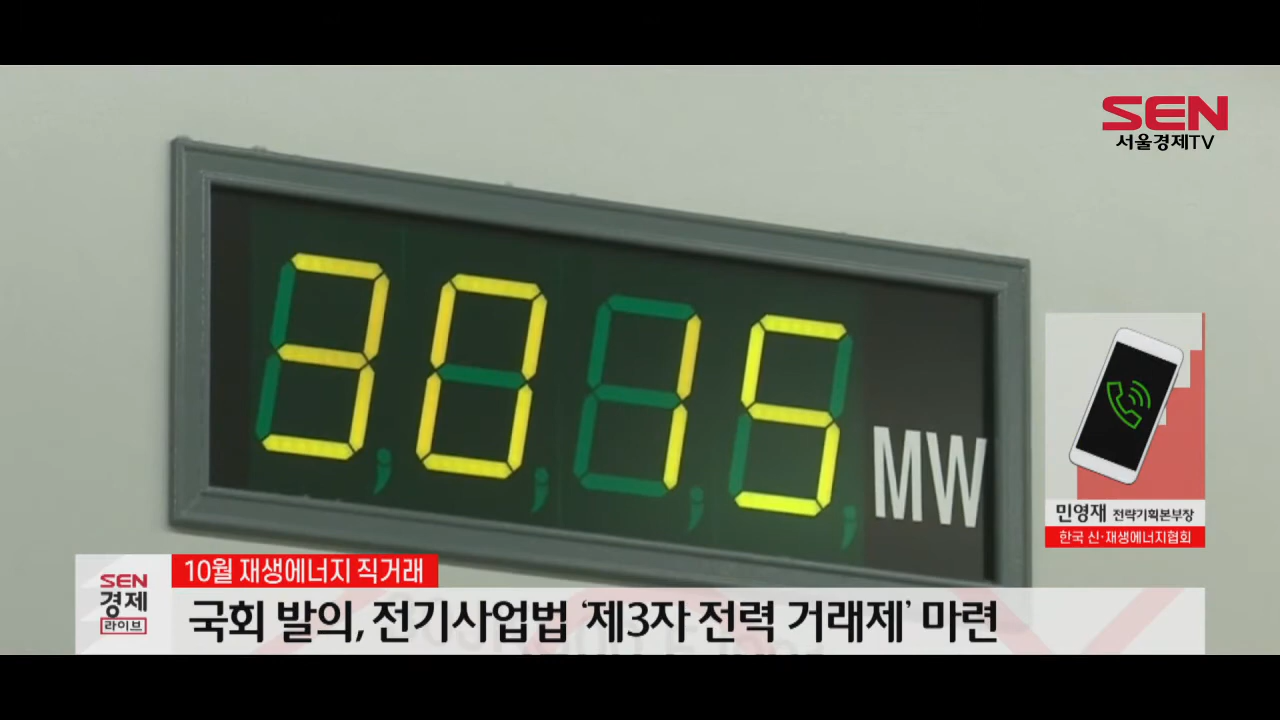 SEN
서울경제TV
3015
MW
민영재 전략기획본부장
한국 신·재생에너지협회
SEN
경제
라이브
10월 재생에너지 직거래
국회 발의, 전기사업법 ‘제3자 전력 거래제’ 마련